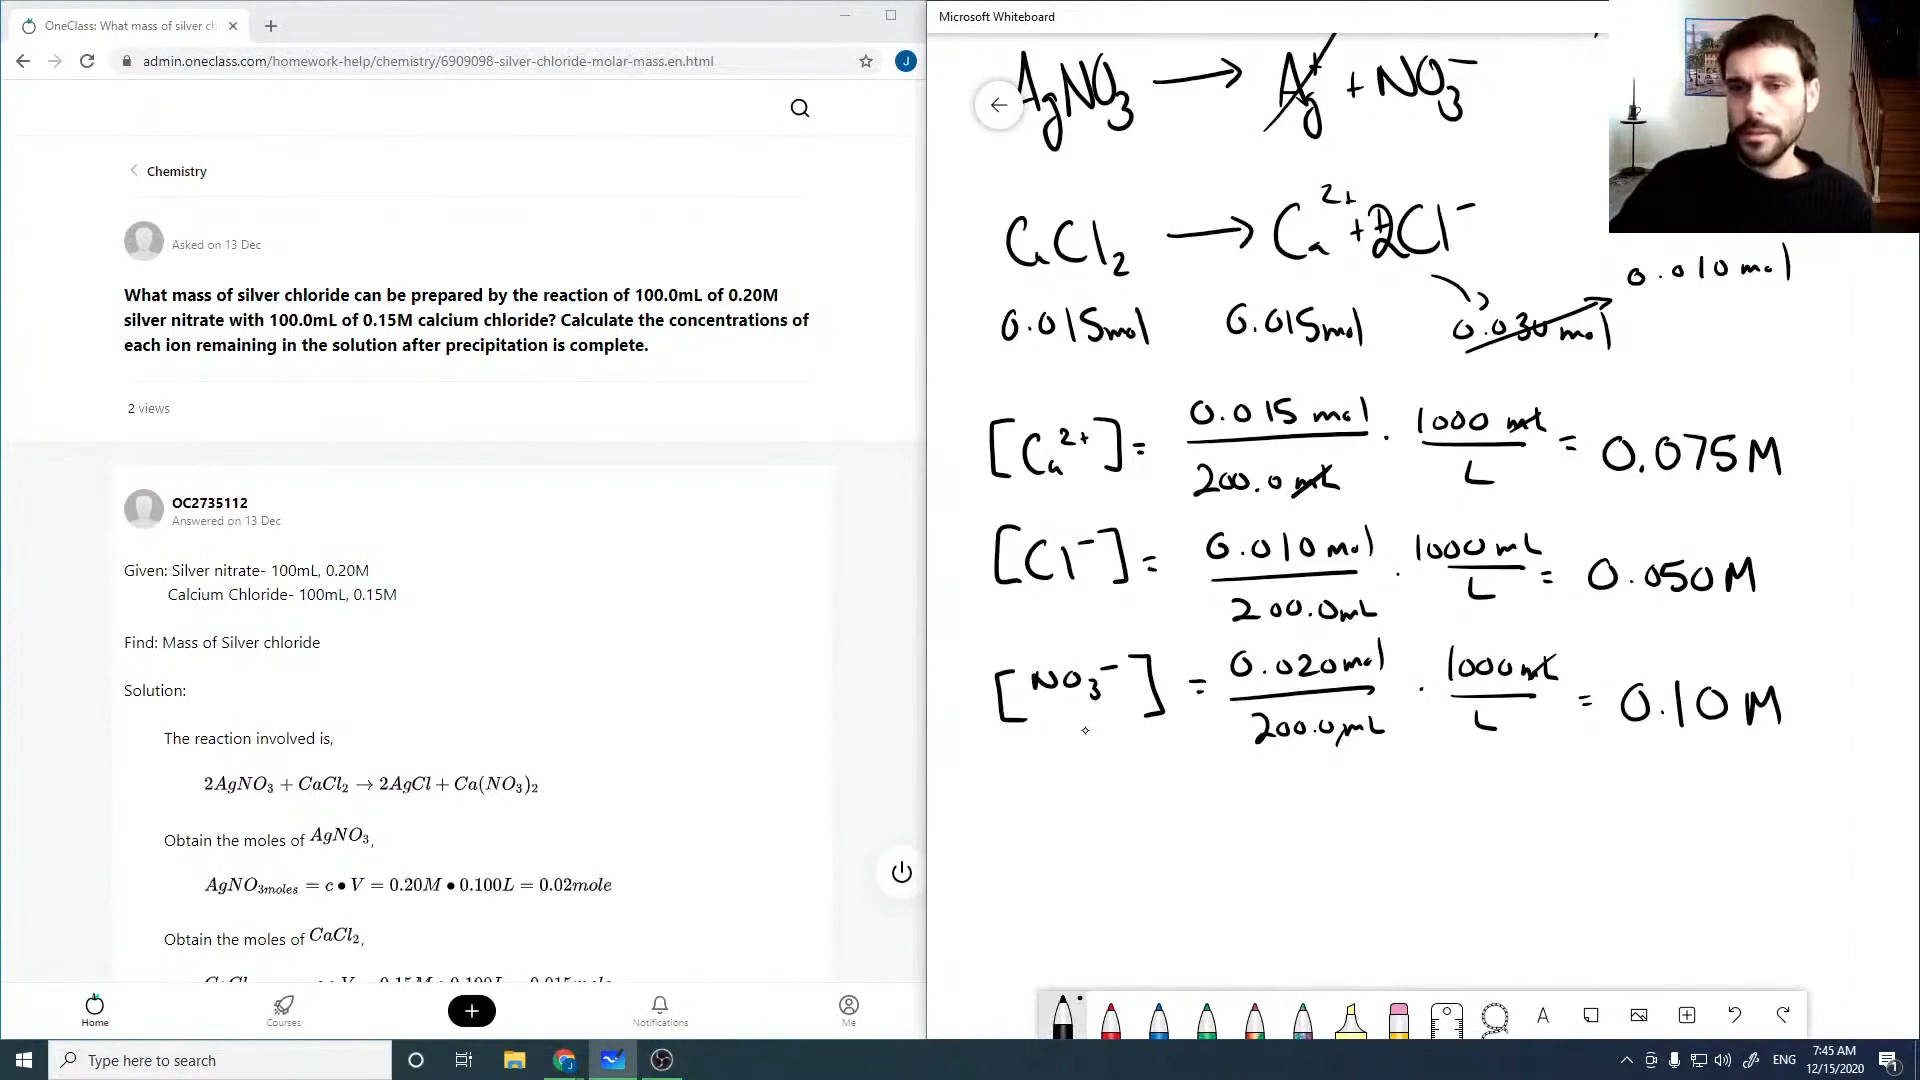 OneClass: What mass of silver ch
admin.oneclass.com/homework-help/chemistry/6909098-silver-chloride-molar-mass.en.html
J
Chemistry
Asked on 13 Dec
What mass of silver chloride can be prepared by the reaction of 100.0mL of 0.20M
silver nitrate with 100.0mL of 0.15M calcium chloride? Calculate the concentrations of
each ion remaining in the solution after precipitation is complete.
2 views
OC2735112
Answered on 13 Dec
Given: Silver nitrate- 100mL, 0.20M
Calcium Chloride- 100mL, 0.15M
Find: Mass of Silver chloride
Solution:
The reaction involved is,
2AgNO₃ + CaCl₂ → 2AgCl + Ca(NO₃)₂
Obtain the moles of AgNO₃,
AgNO₃moles = c • V = 0.20M • 0.100L = 0.02mole
Obtain the moles of CaCl₂,
Home
Courses
Notifications
Me
Microsoft Whiteboard
AgNO₃ → Ag⁺ + NO₃⁻
CaCl₂ → Ca²⁺ + 2Cl⁻
0.010 mol
0.015mol 0.015mol 0.030 mol
[Ca²⁺] = 0.015 mol / 200.0 mL · 1000 mL / L = 0.075 M
[Cl⁻] = 0.010 mol / 200.0mL · 1000 mL / L = 0.050 M
[NO₃⁻] = 0.020mol / 200.0mL · 1000mL / L = 0.10 M
Type here to search
ENG
7:45 AM
12/15/2020
1